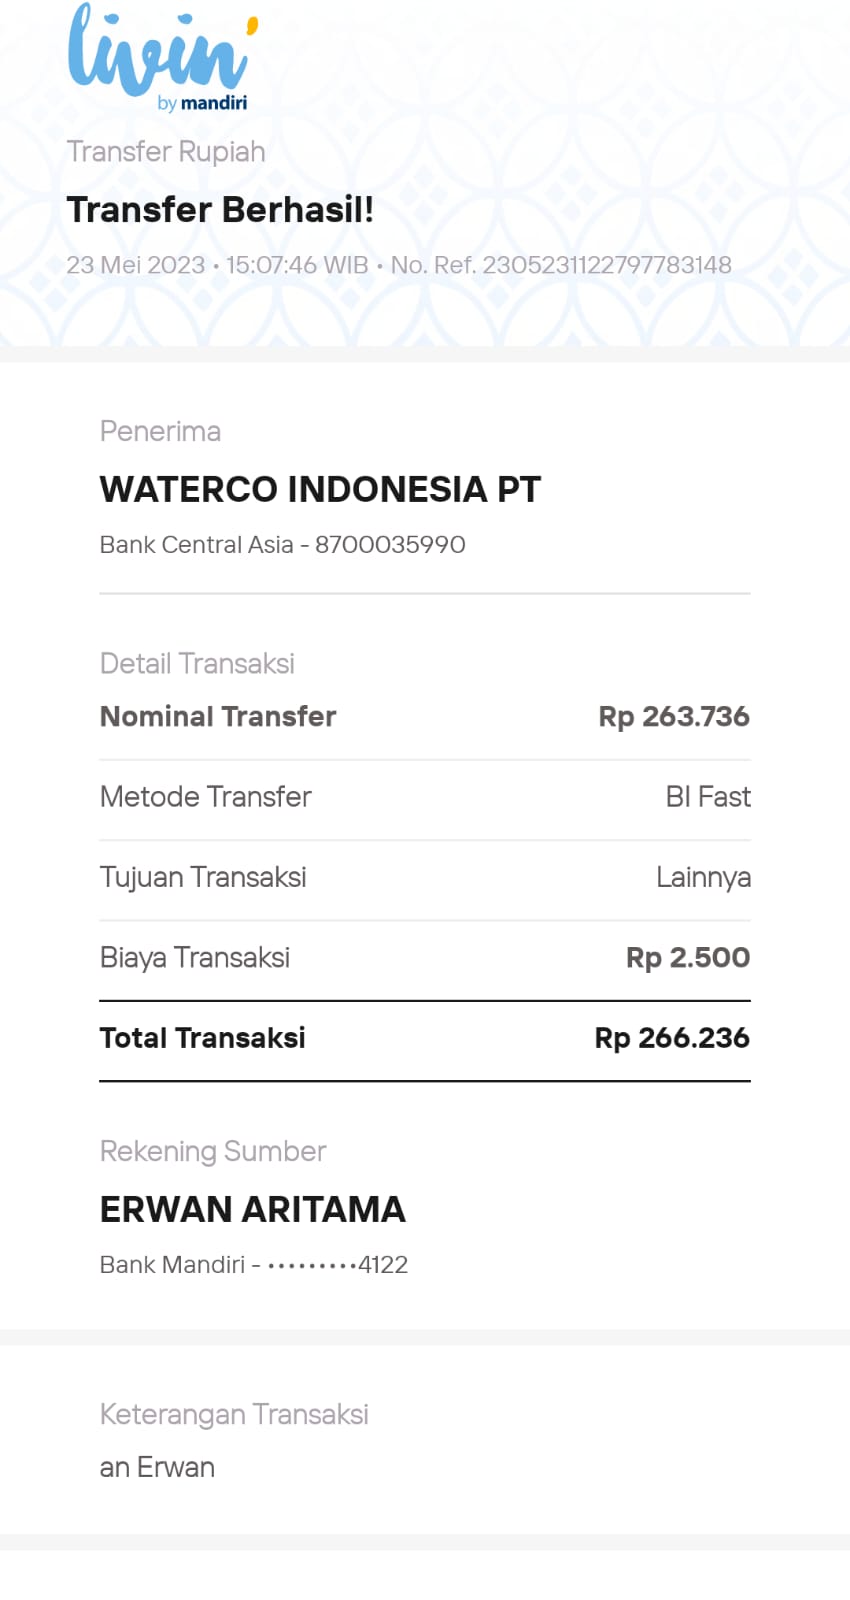 livin'
by mandiri
Transfer Rupiah
Transfer Berhasil!
23 Mei 2023 • 15:07:46 WIB • No. Ref. 2305231122797783148
Penerima
WATERCO INDONESIA PT
Bank Central Asia - 8700035990
Detail Transaksi
Nominal Transfer Rp 263.736
Metode Transfer BI Fast
Tujuan Transaksi Lainnya
Biaya Transaksi Rp 2.500
Total Transaksi Rp 266.236
Rekening Sumber
ERWAN ARITAMA
Bank Mandiri - •••••••••4122
Keterangan Transaksi
an Erwan